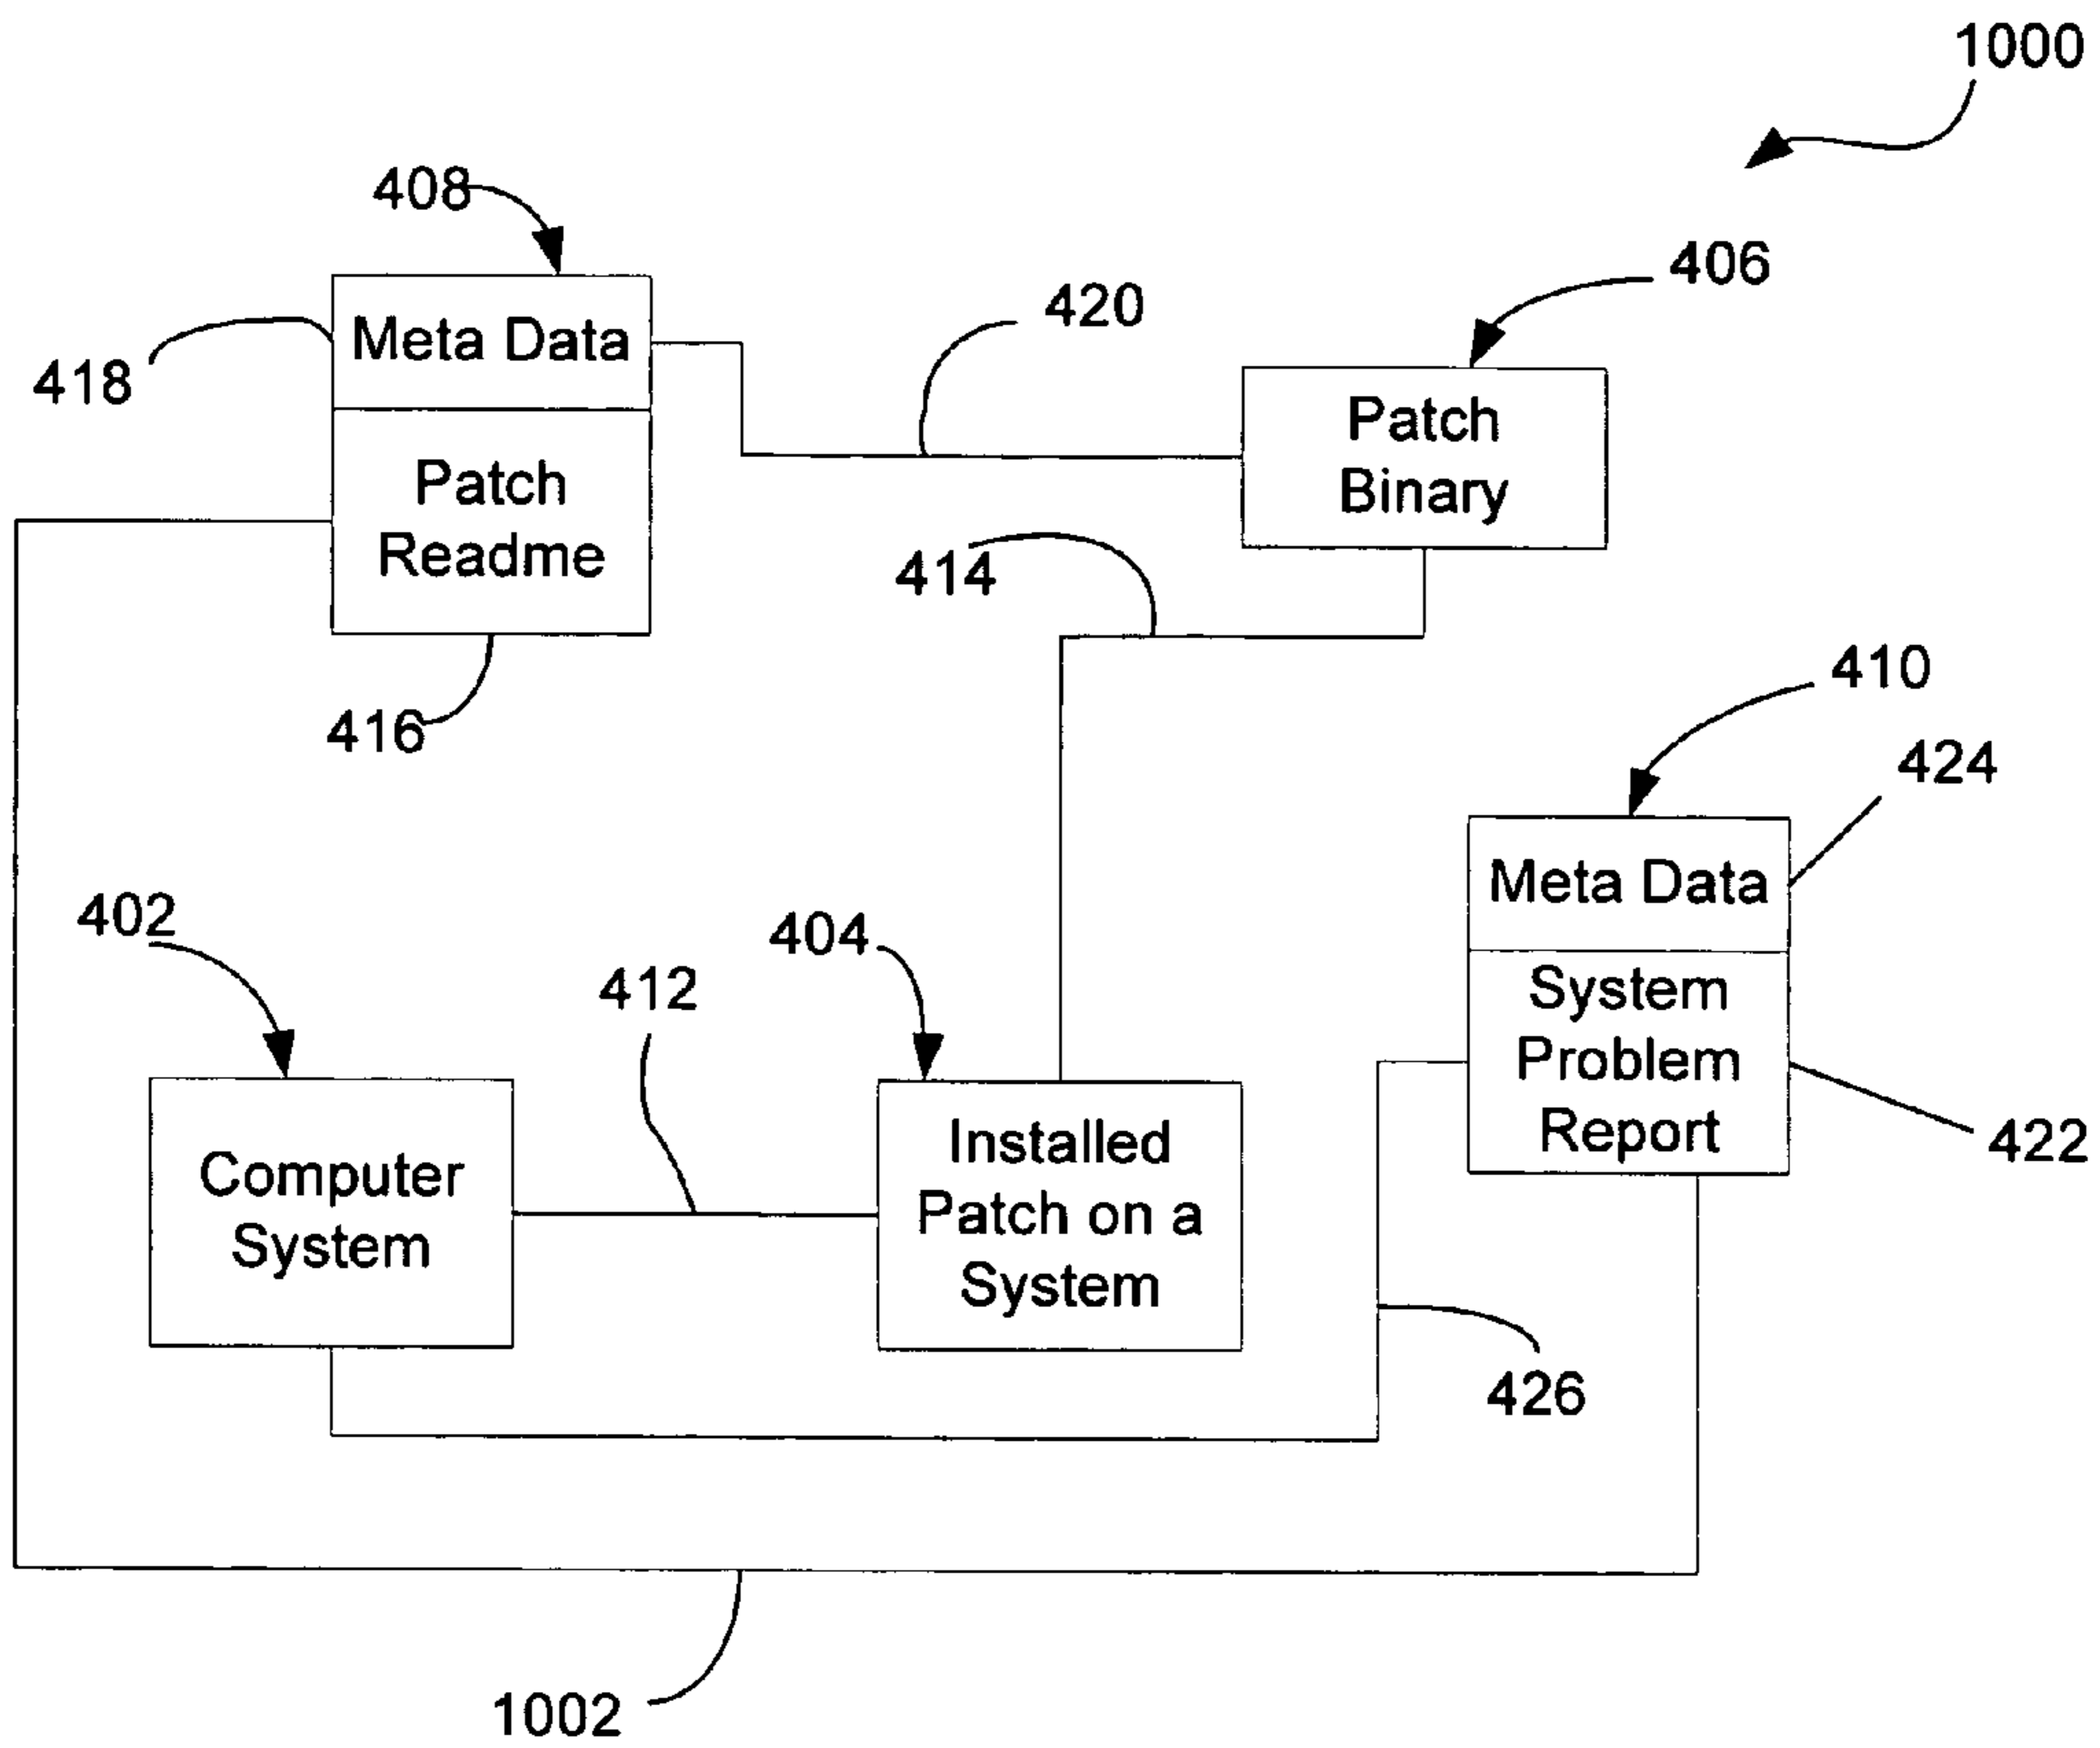 1000
408
406
420
418
Meta Data
Patch
Binary
Patch
Readme
414
416
410
424
Meta Data
402
404
412
System
Problem
Report
422
Computer
System
Installed
Patch on a
System
426
1002